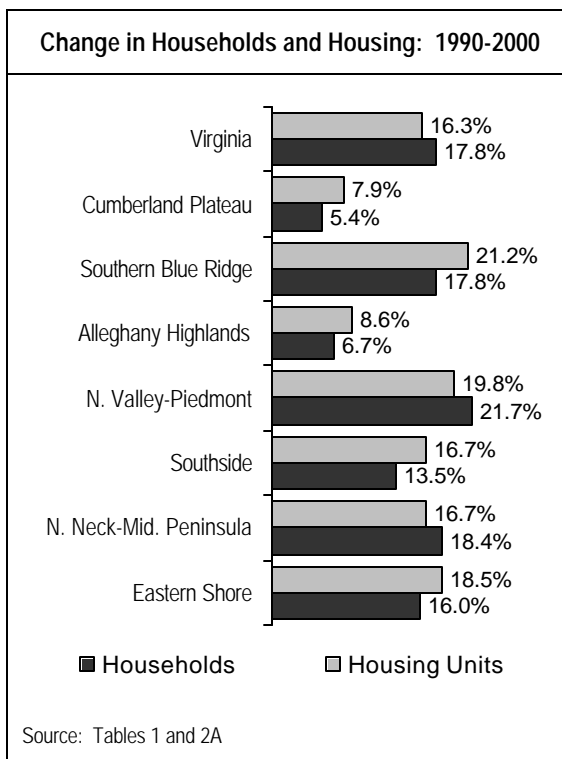 Change in Households and Housing: 1990-2000
Virginia
16.3%
17.8%
Cumberland Plateau
7.9%
5.4%
Southern Blue Ridge
21.2%
17.8%
Alleghany Highlands
8.6%
6.7%
N. Valley-Piedmont
19.8%
21.7%
Southside
16.7%
13.5%
N. Neck-Mid. Peninsula
16.7%
18.4%
Eastern Shore
18.5%
16.0%
Households Housing Units
Source: Tables 1 and 2A